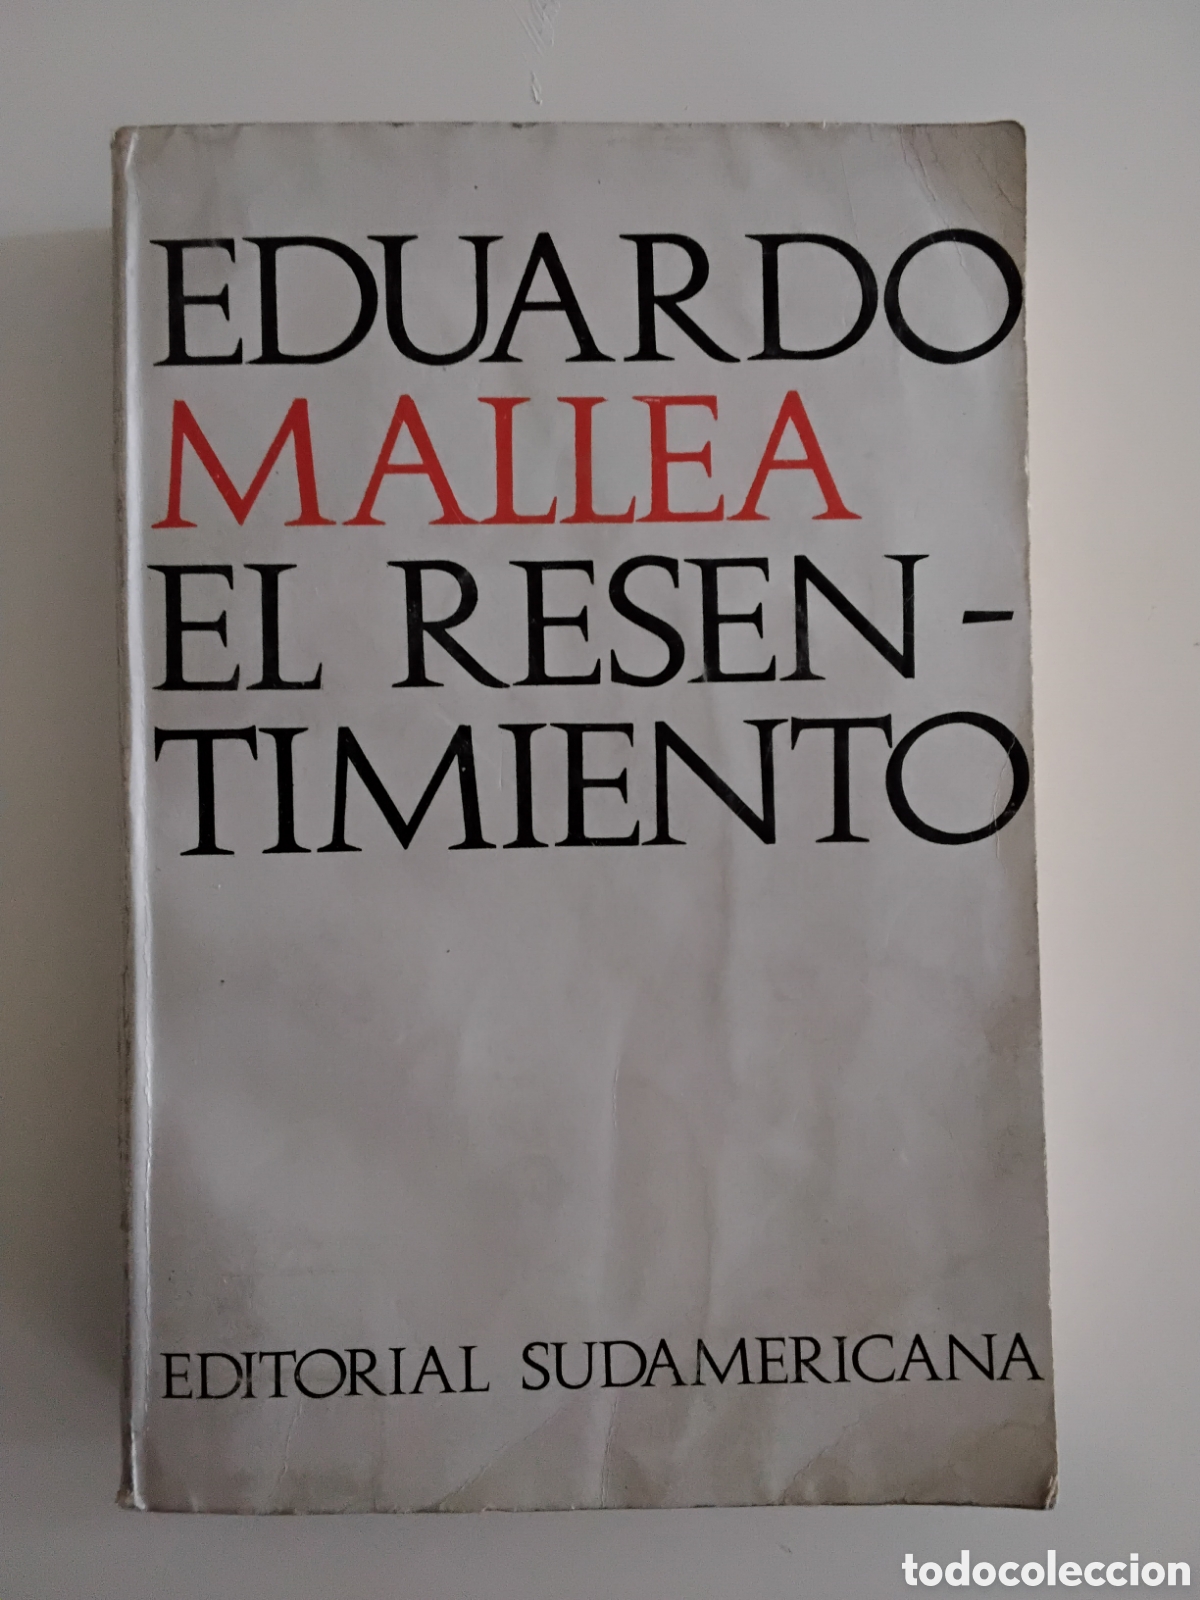 EDUARDO
MALLEA
EL RESEN-
TIMIENTO
EDITORIAL SUDAMERICANA
todocoleccion